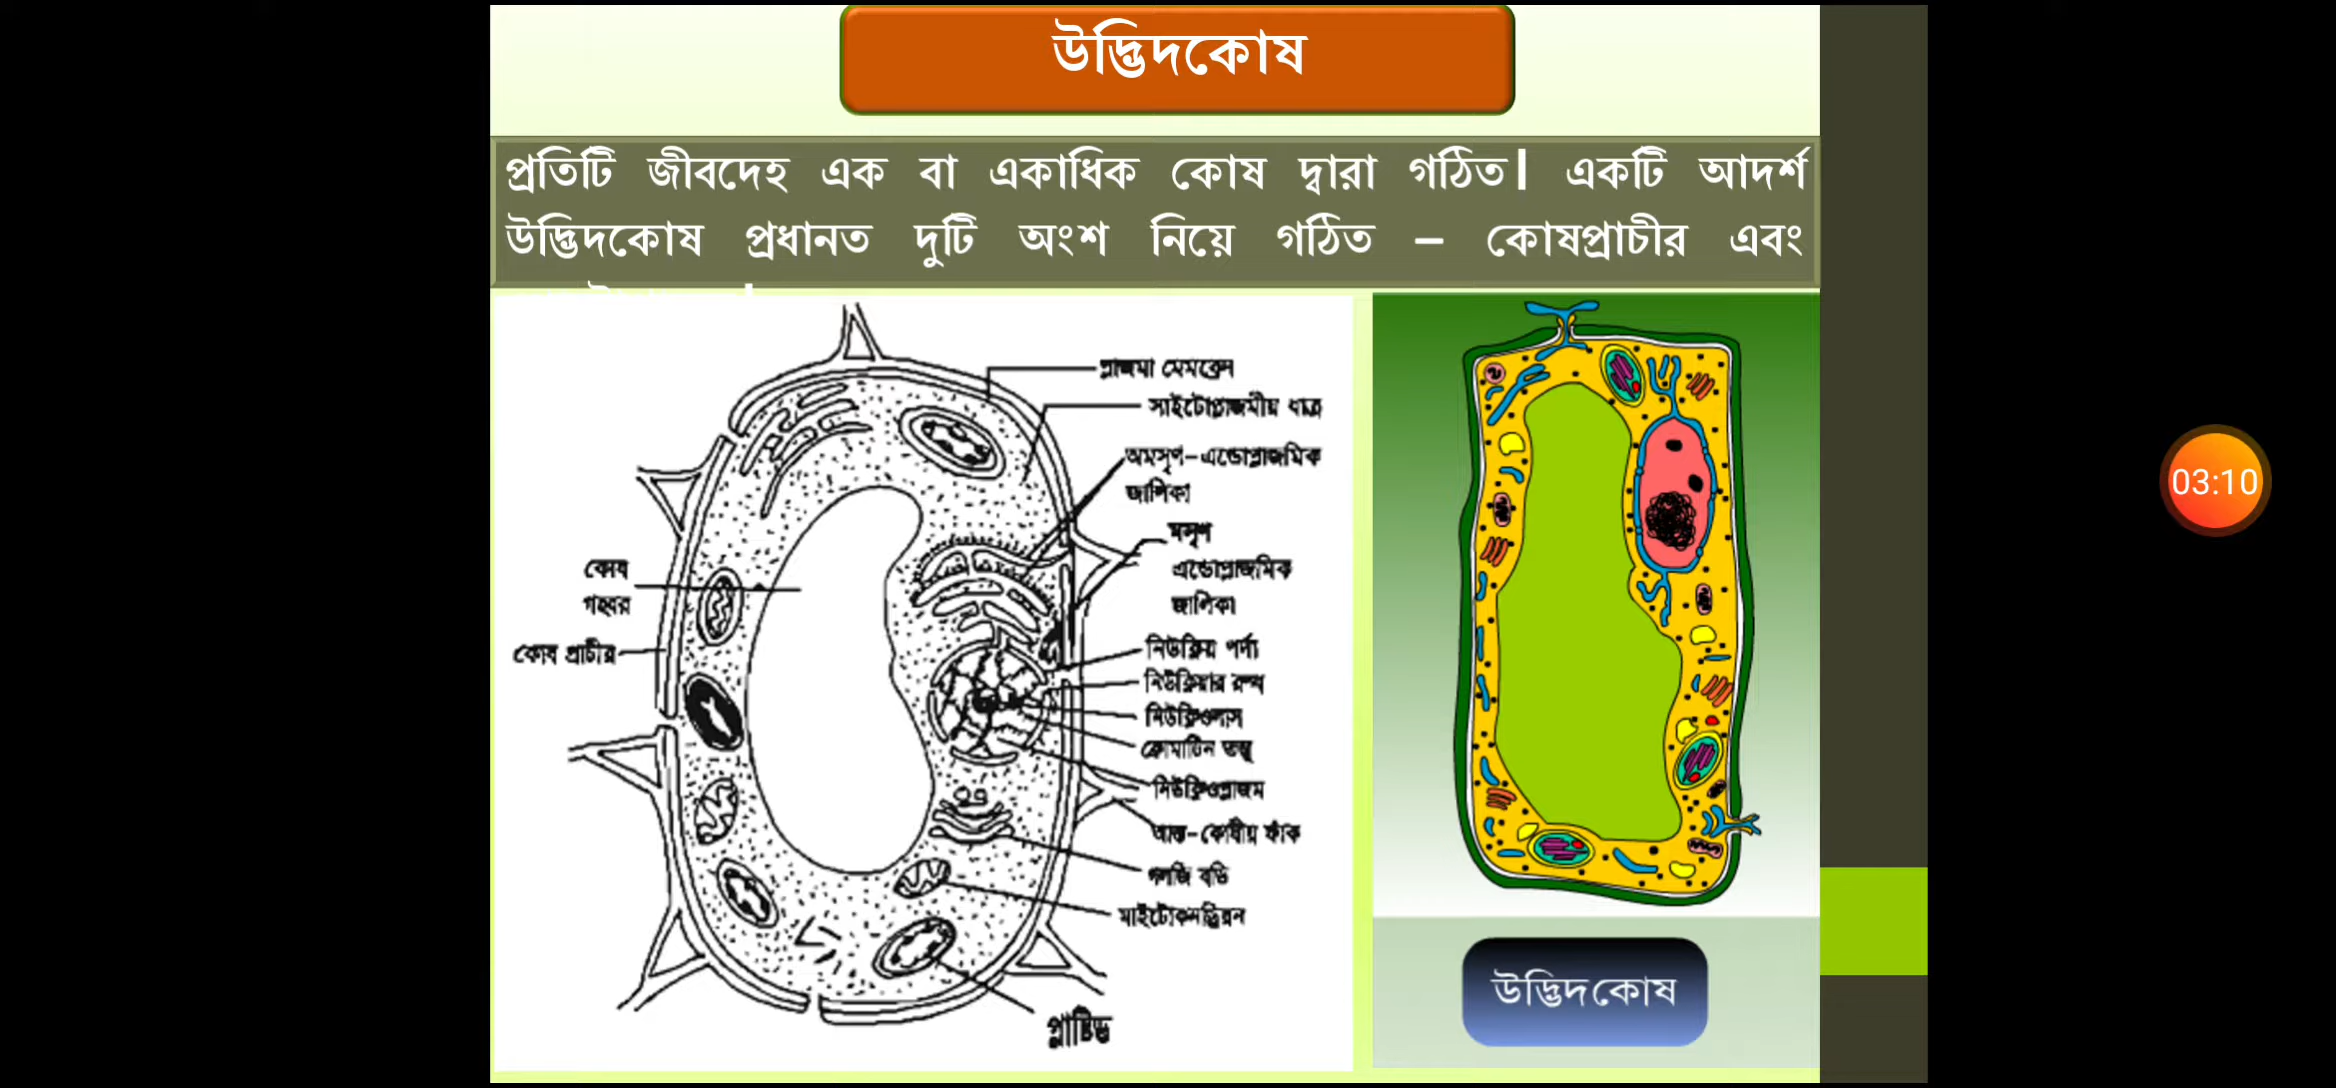 উদ্ভিদকোষ
প্রতিটি জীবদেহ এক বা একাধিক কোষ দ্বারা গঠিত। একটি আদর্শ
উদ্ভিদকোষ প্রধানত দুটি অংশ নিয়ে গঠিত – কোষপ্রাচীর এবং
প্লাজমা মেমব্রেন
সাইটোপ্লাজমীয় ধাত্র
অমসৃণ-এন্ডোপ্লাজমিক
জালিকা
মসৃণ
এন্ডোপ্লাজমিক
জালিকা
কোষ
গহ্বর
কোষ প্রাচীর
নিউক্লিয় পর্দা
নিউক্লিয়ার রন্ধ্র
নিউক্লিওলাস
ক্রোমাটিন তন্তু
নিউক্লিওপ্লাজম
আন্ত-কোষীয় ফাঁক
গলজি বডি
মাইটোকনড্রিয়ন
প্লাস্টিড
উদ্ভিদকোষ
03:10